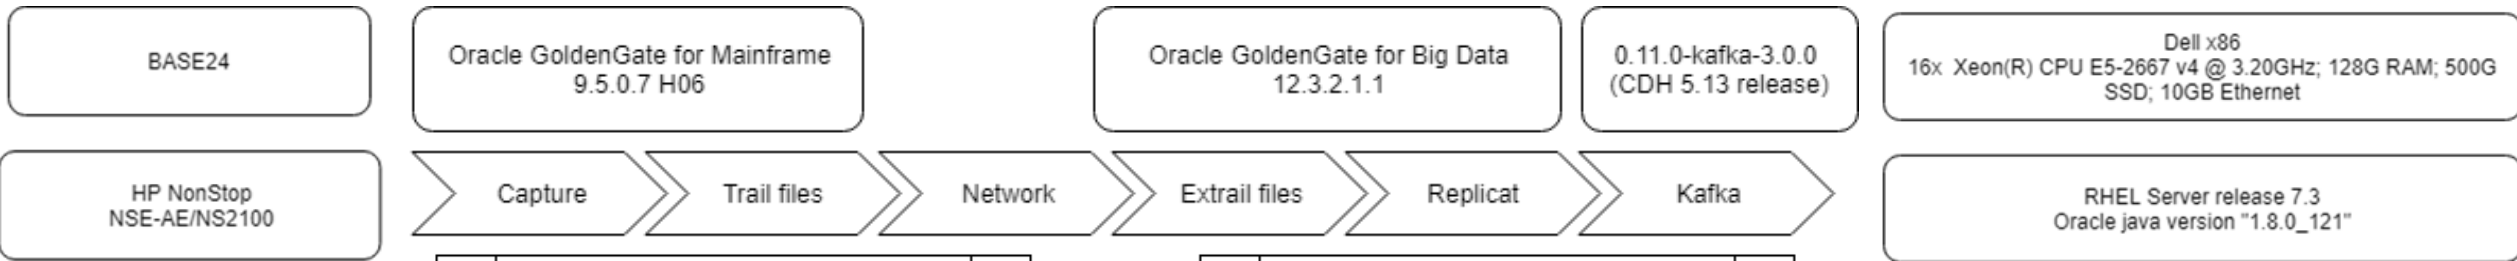 BASE24
Oracle GoldenGate for Mainframe
9.5.0.7 H06
Oracle GoldenGate for Big Data
12.3.2.1.1
0.11.0-kafka-3.0.0
(CDH 5.13 release)
Dell x86
16x  Xeon(R) CPU E5-2667 v4 @ 3.20GHz; 128G RAM; 500G
SSD; 10GB Ethernet
HP NonStop
NSE-AE/NS2100
Capture
Trail files
Network
Extrail files
Replicat
Kafka
RHEL Server release 7.3
Oracle java version "1.8.0_121"